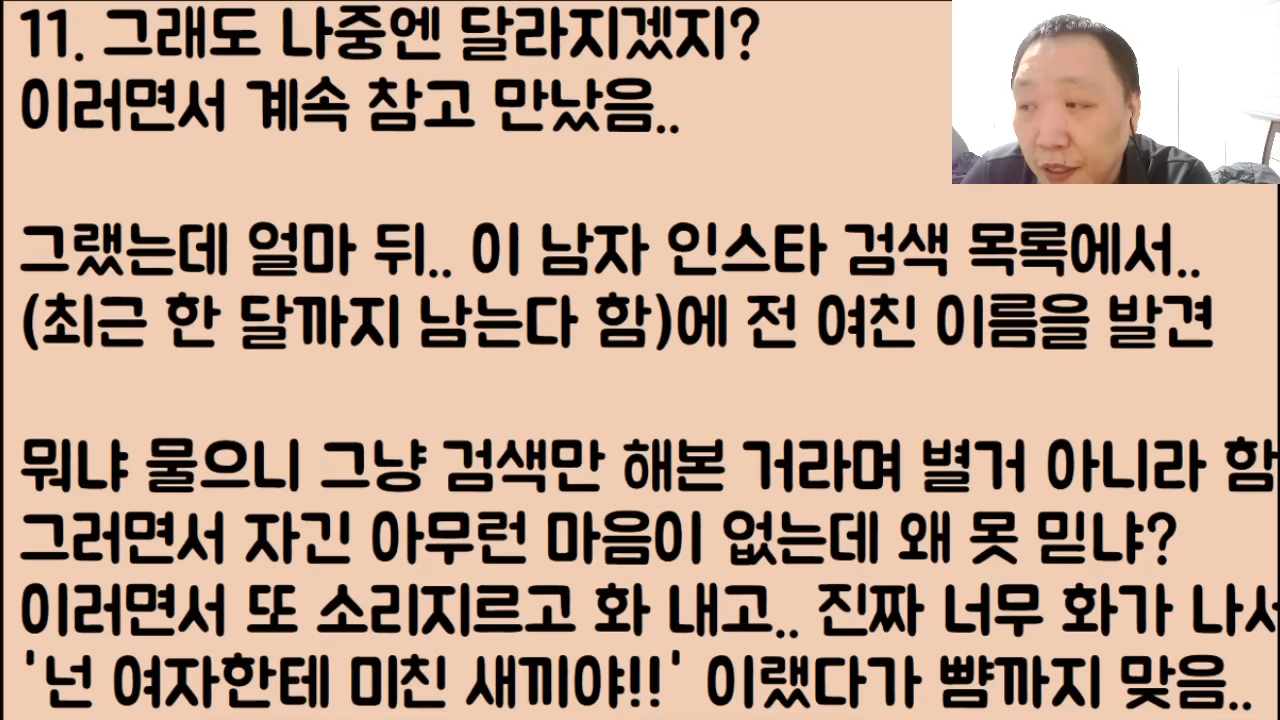 11. 그래도 나중엔 달라지겠지?
이러면서 계속 참고 만났음..
그랬는데 얼마 뒤.. 이 남자 인스타 검색 목록에서..
(최근 한 달까지 남는다 함)에 전 여친 이름을 발견
뭐냐 물으니 그냥 검색만 해본 거라며 별거 아니라 함
그러면서 자긴 아무런 마음이 없는데 왜 못 믿냐?
이러면서 또 소리지르고 화 내고.. 진짜 너무 화가 나서
'넌 여자한테 미친 새끼야!!' 이랬다가 뺨까지 맞음..